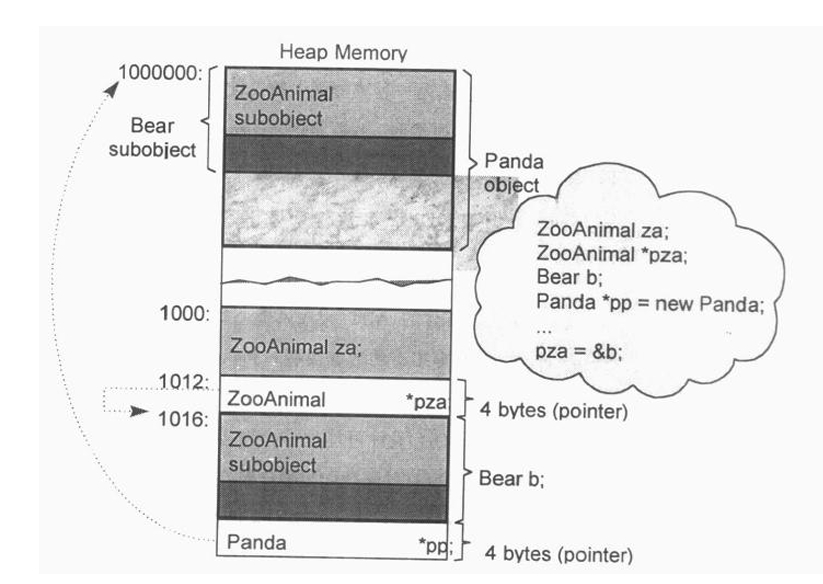 Heap Memory
1000000:
ZooAnimal
subobject
Bear
subobject
Panda
object
ZooAnimal za;
ZooAnimal *pza;
Bear b;
Panda *pp = new Panda;
...
pza = &b;
1000:
ZooAnimal za;
1012:
ZooAnimal *pza
4 bytes (pointer)
1016:
ZooAnimal
subobject
Bear b;
Panda *pp;
4 bytes (pointer)